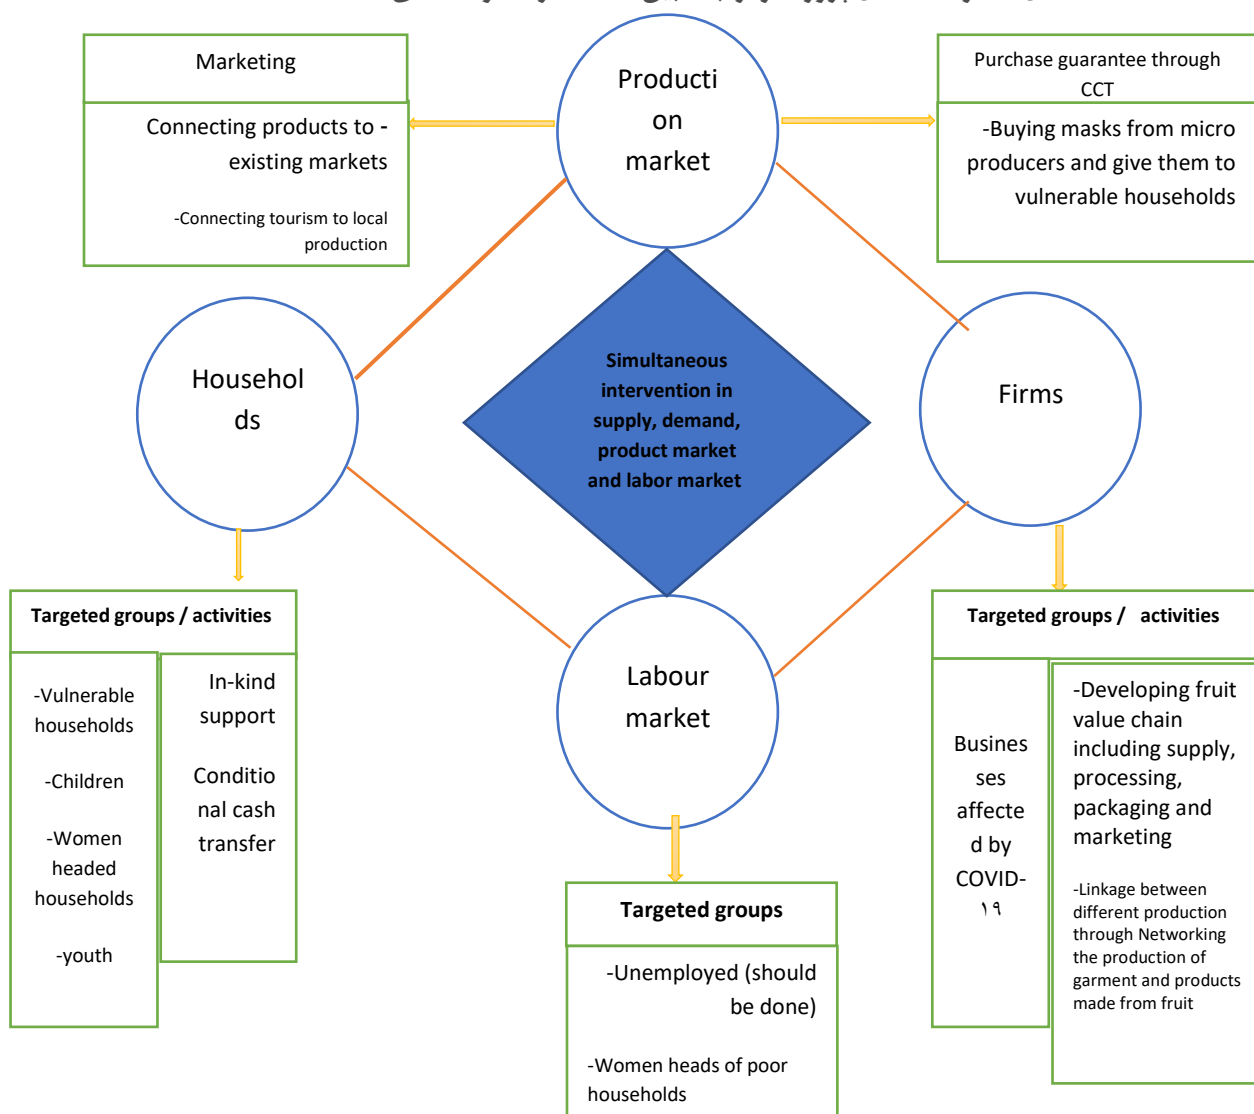 Marketing
Connecting products to -
existing markets
-Connecting tourism to local
production
Producti
on
market
Purchase guarantee through
CCT
-Buying masks from micro
producers and give them to
vulnerable households
Househol
ds
Simultaneous
intervention in
supply, demand,
product market
and labor market
Firms
Targeted groups / activities
-Vulnerable
households
-Children
-Women
headed
households
-youth
In-kind
support
Conditio
nal cash
transfer
Labour
market
Targeted groups
-Unemployed (should
be done)
-Women heads of poor
households
Targeted groups / activities
Busines
ses
affecte
d by
COVID-
۱۹
-Developing fruit
value chain
including supply,
processing,
packaging and
marketing
-Linkage between
different production
through Networking
the production of
garment and products
made from fruit